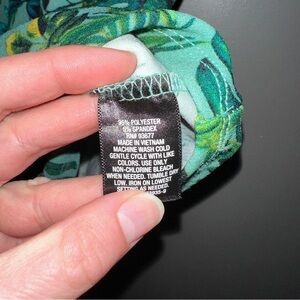 95% POLYESTER
5% SPANDEX
RN# 93677
MADE IN VIETNAM
MACHINE WASH COLD
GENTLE CYCLE WITH LIKE
COLORS. USE ONLY
NON-CHLORINE BLEACH
WHEN NEEDED. TUMBLE DRY
LOW. IRON ON LOWEST
SETTING AS NEEDED.